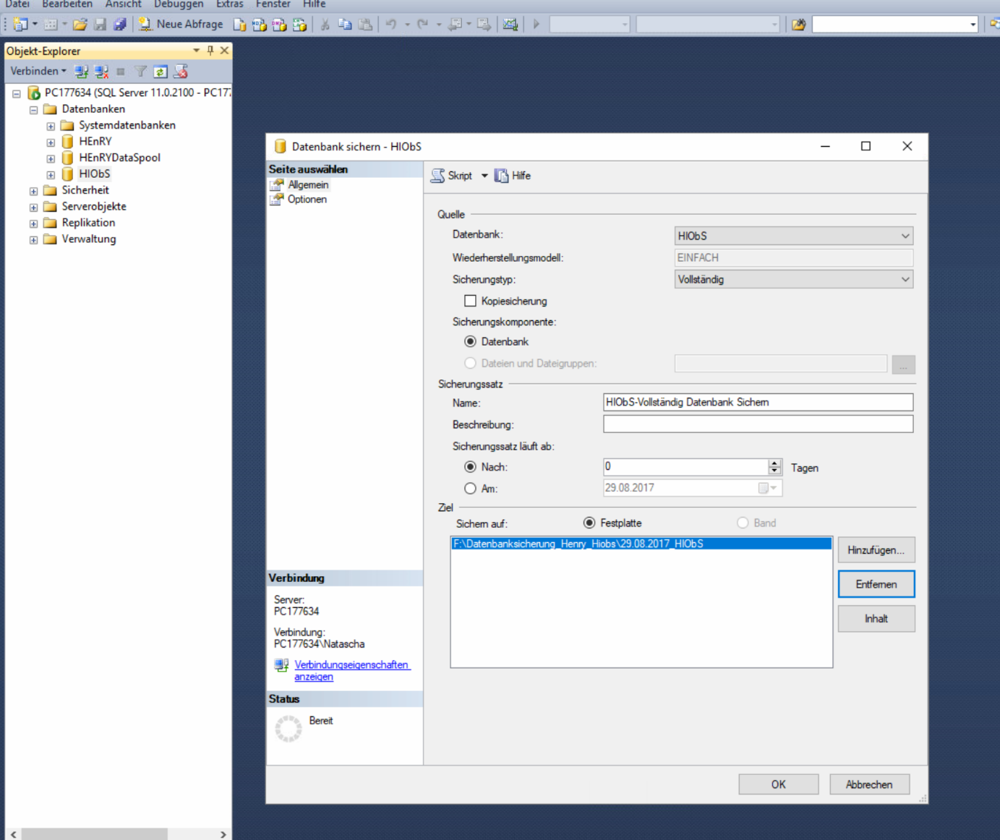 Datei Bearbeiten Ansicht Debuggen Extras Fenster Hilfe
Neue Abfrage
Objekt-Explorer
Verbinden
PC177634 (SQL Server 11.0.2100 - PC177
Datenbanken
Systemdatenbanken
HEnRY
HEnRYDataSpool
HIObS
Sicherheit
Serverobjekte
Replikation
Verwaltung
Datenbank sichern - HIObS
Seite auswählen
Allgemein
Optionen
Skript
Hilfe
Quelle
Datenbank:
HIObS
Wiederherstellungsmodell:
EINFACH
Sicherungstyp:
Vollständig
Kopiesicherung
Sicherungskomponente:
Datenbank
Dateien und Dateigruppen:
...
Sicherungssatz
Name:
HIObS-Vollständig Datenbank Sichern
Beschreibung:
Sicherungssatz läuft ab:
Nach:
0
Tagen
Am:
29.08.2017
Ziel
Sichern auf:
Festplatte
Band
F:\Datenbanksicherung_Henry_Hiobs\29.08.2017_HIObS
Hinzufügen...
Entfernen
Inhalt
Verbindung
Server:
PC177634
Verbindung:
PC177634\Natascha
Verbindungseigenschaften
anzeigen
Status
Bereit
OK
Abbrechen